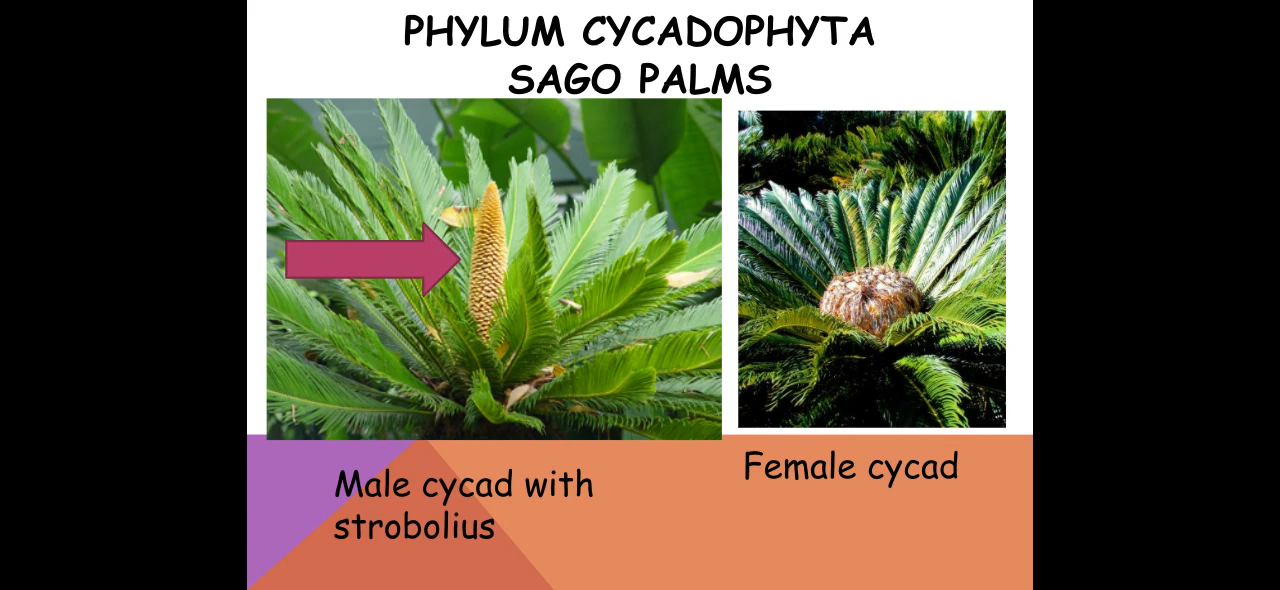 PHYLUM CYCADOPHYTA
SAGO PALMS
Male cycad with
strobolius
Female cycad